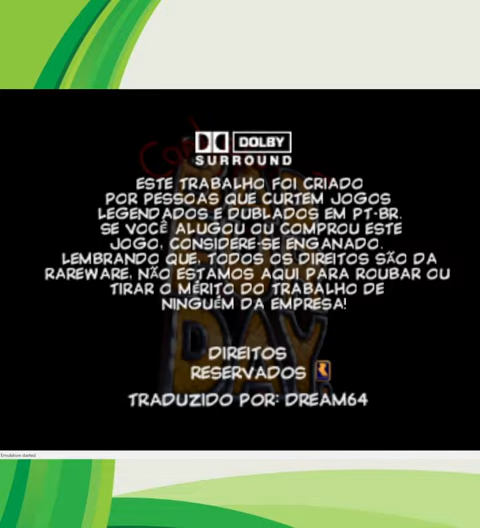 DOLBY
SURROUND
ESTE TRABALHO FOI CRIADO
POR PESSOAS QUE CURTEM JOGOS
LEGENDADOS E DUBLADOS EM PT-BR.
SE VOCÊ ALUGOU OU COMPROU ESTE
JOGO, CONSIDERE-SE ENGANADO.
LEMBRANDO QUE, TODOS OS DIREITOS SÃO DA
RAREWARE, NÃO ESTAMOS AQUI PARA ROUBAR OU
TIRAR O MÉRITO DO TRABALHO DE
NINGUÉM DA EMPRESA!
DIREITOS
RESERVADOS
TRADUZIDO POR: DREAM64
Emulation started